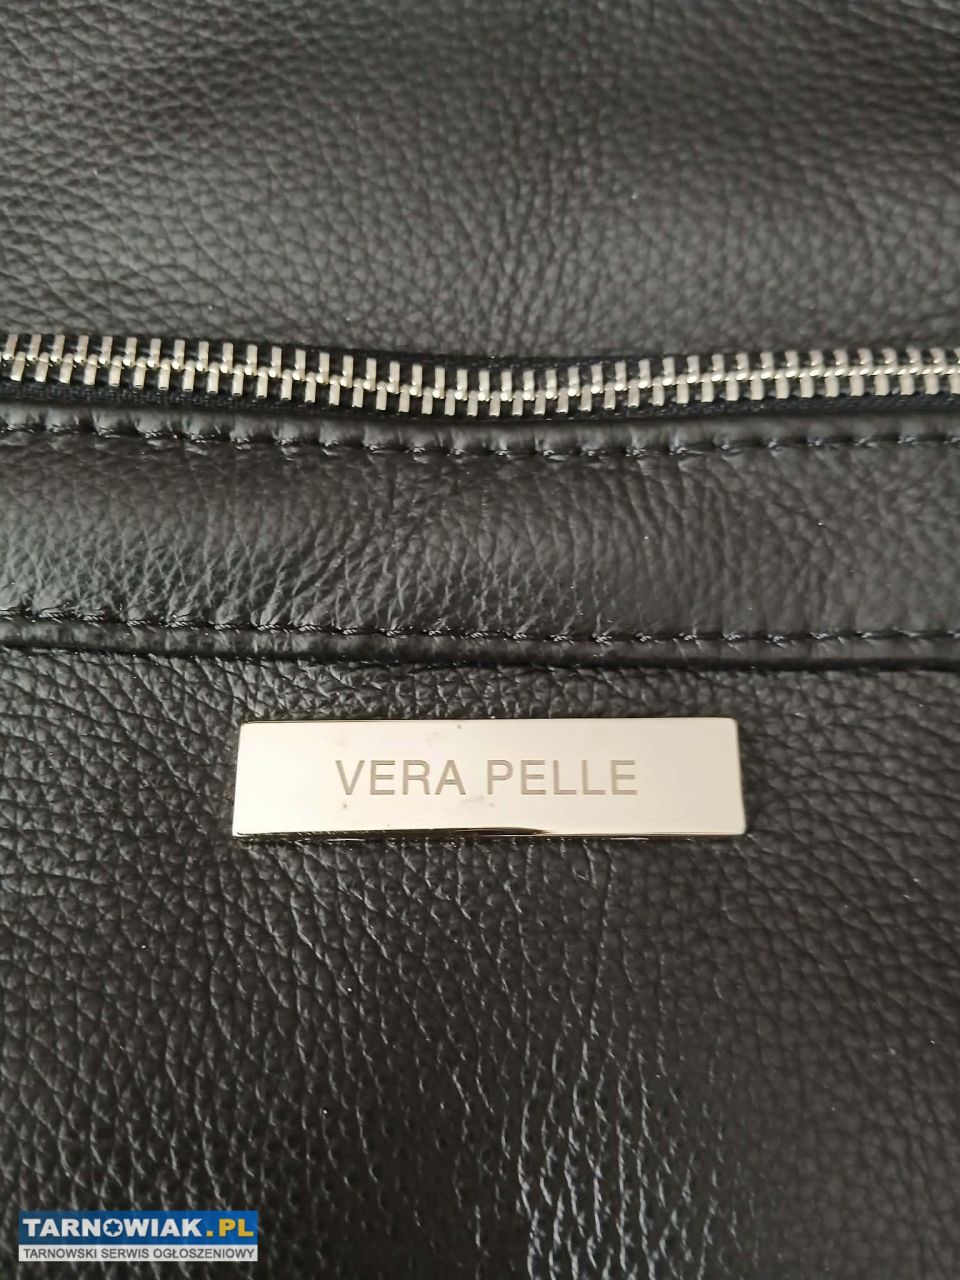 VERA PELLE
TARNOWIAK.PL
TARNOWSKI SERWIS OGŁOSZENIOWY